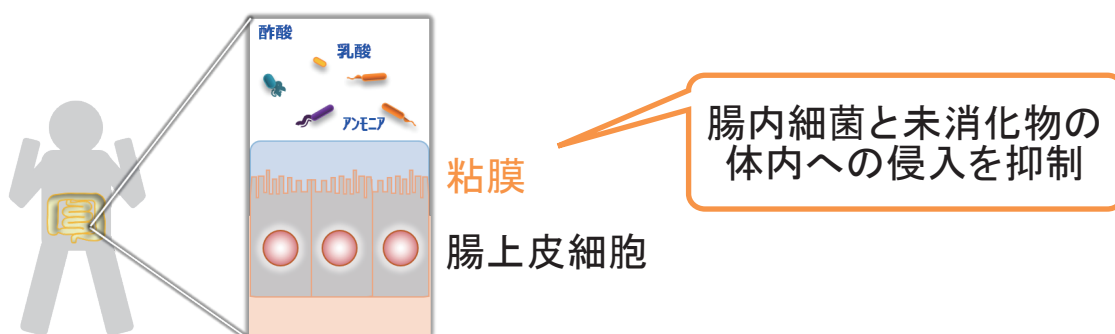 酢酸
乳酸
アンモニア
粘膜
腸上皮細胞
腸内細菌と未消化物の
体内への侵入を抑制